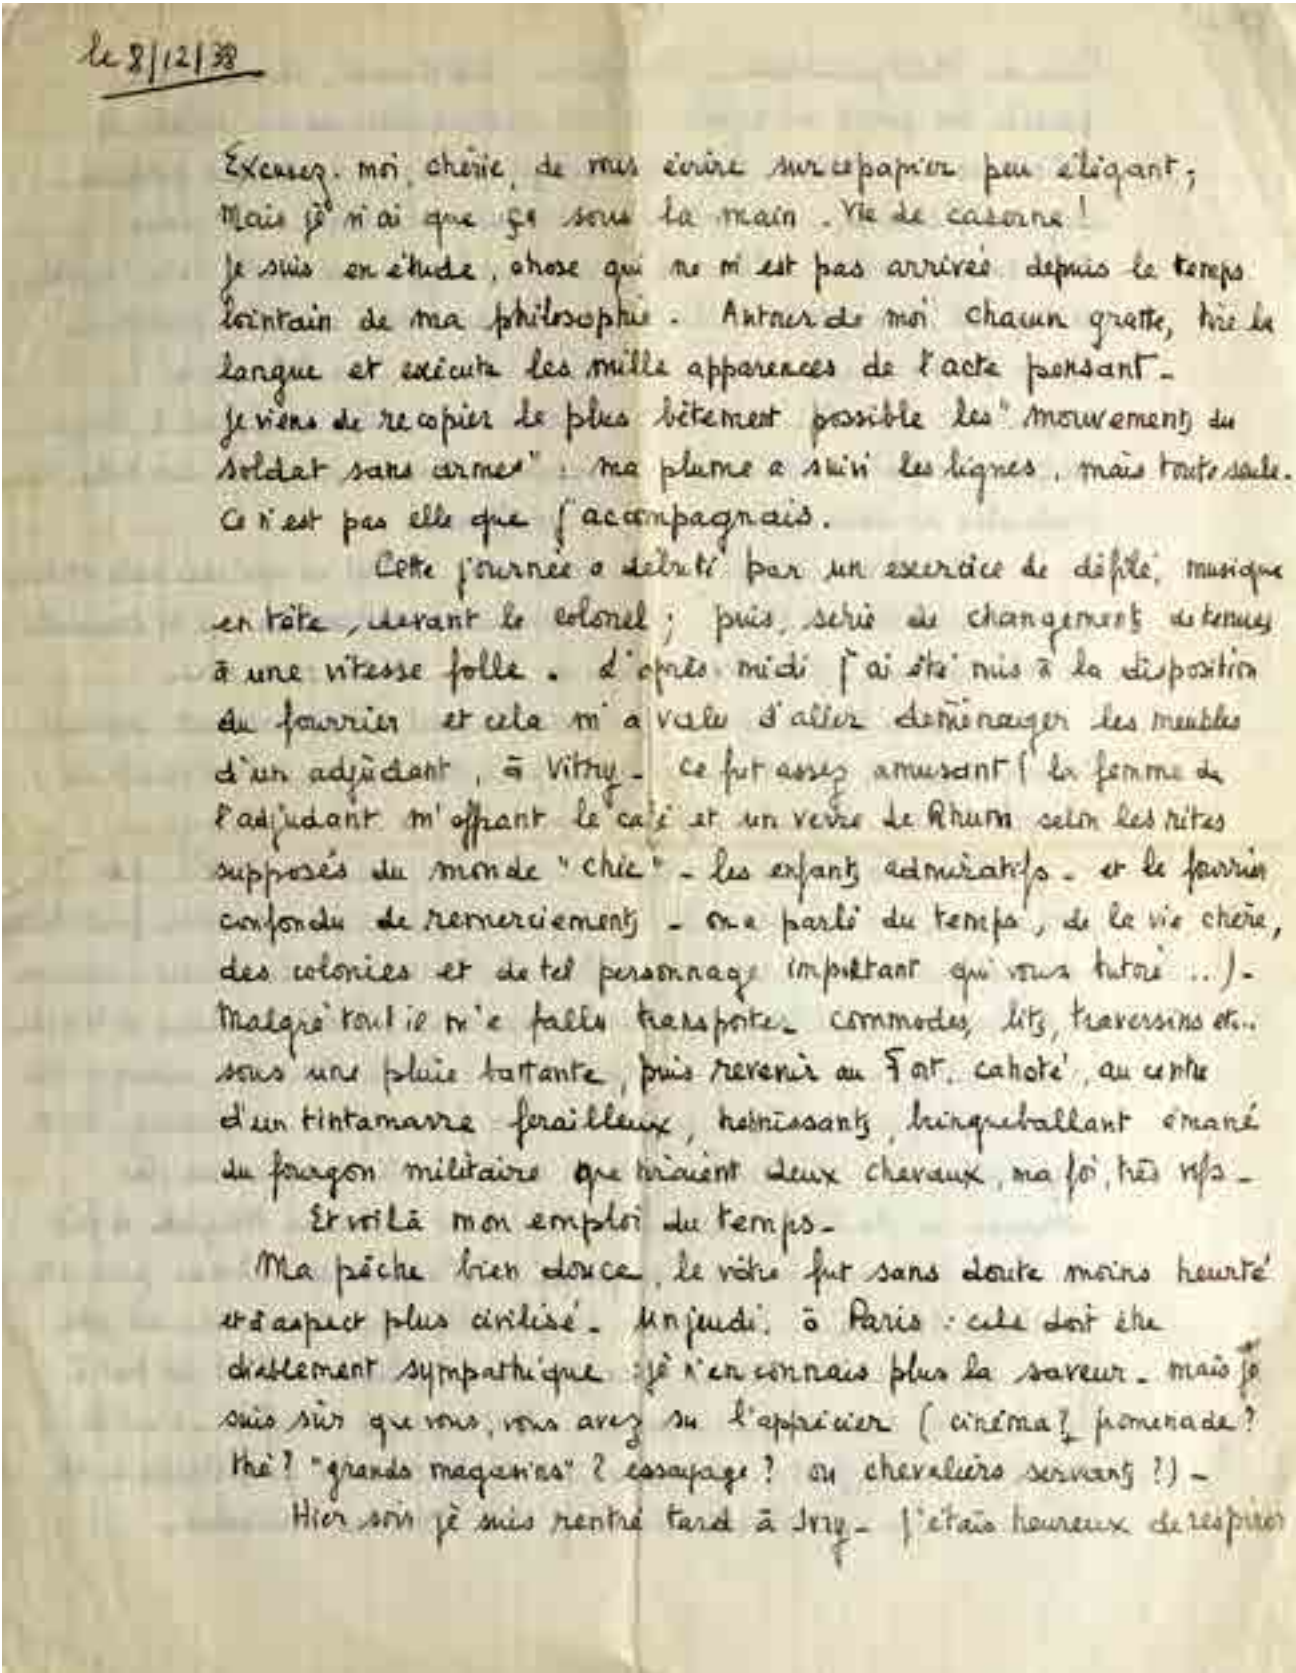 le 8/12/38
Excusez-moi, chérie, de vous écrire sur ce papier peu élégant ;
Mais je n'ai que ça sous la main. Vie de caserne !
Je suis en étude, chose qui ne m'est pas arrivée depuis le temps
lointain de ma philosophie. Autour de moi chacun gratte, tire la
langue et exécute les mille apparences de l'acte pensant -
Je viens de recopier le plus bêtement possible les "mouvements du
soldat sans armes" : ma plume a suivi les lignes, mais toute seule.
Ce n'est pas elle que j'acompagnais.
Cette journée a débuté par un exercice de défilé, musique
en tête, devant le colonel ; puis, série de changements de tenues
à une vitesse folle. L'après-midi j'ai été mis à la disposition
du fourrier et cela m'a valu d'aller déménager les meubles
d'un adjudant, à Vitry - Ce fut assez amusant ( la femme de
l'adjudant m'offrant le café et un verre de Rhum selon les rites
supposés du monde "chic" - les enfants admiratifs - et le fourrier
confondu de remerciements - on a parlé du temps, de la vie chère,
des colonies et de tel personnage important qui vous tutoie ...) -
Malgré tout il m'a fallu transporter commodes, lits, traversins etc..
sous une pluie battante, puis revenir au Fort, cahoté, au centre
d'un tintamarre ferailleux, hennissants, bringueballant émané
du fourgon militaire que tiraient deux chevaux, ma foi, très vifs -
Et voilà mon emploi du temps -
Ma pêche bien douce, le vôtre fut sans doute moins heurté
et d'aspect plus civilisé - Un jeudi, à Paris : cela doit être
diablement sympathique : je n'en connais plus la saveur - mais je
suis sûr que vous, vous avez su l'apprécier ( cinéma ? promenade ?
thé ? "grands magasins" ? essayage ? ou chevaliers servants ?) -
Hier soir je suis rentré tard à Ivry - j'étais heureux de respirer